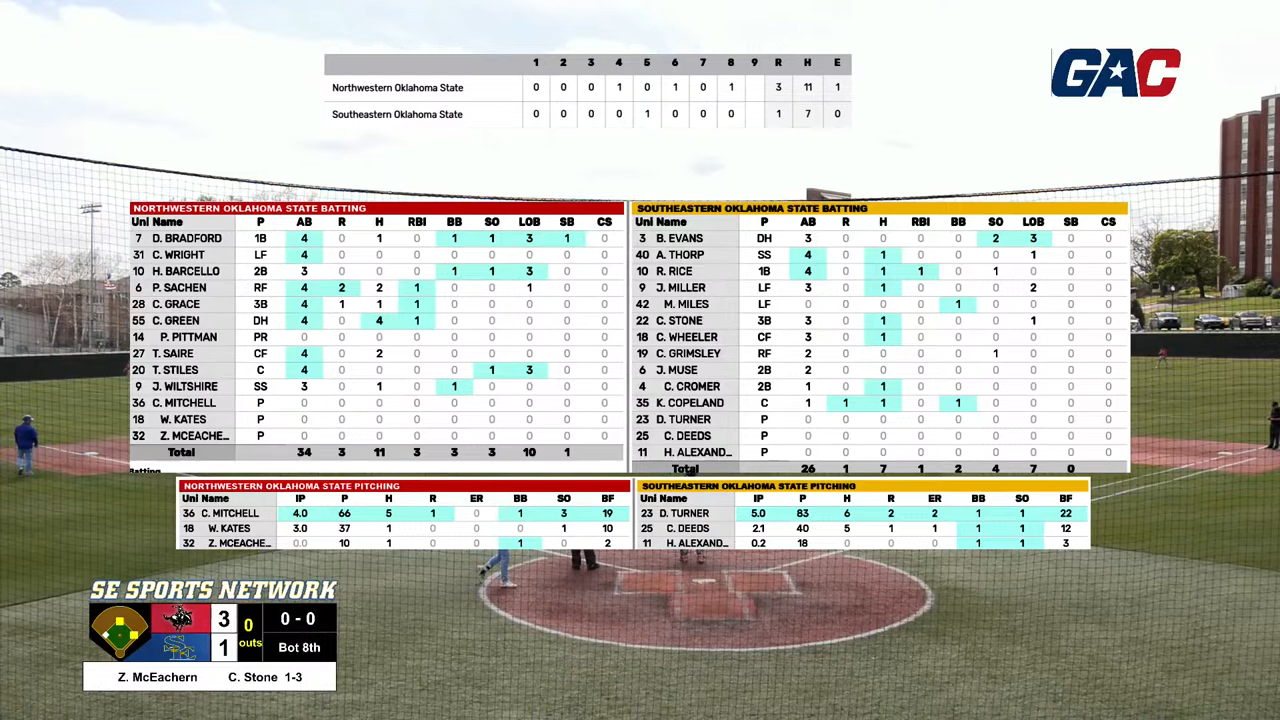 1 2 3 4 5 6 7 8 9 R H E
Northwestern Oklahoma State 0 0 0 1 0 1 0 1 3 11 1
Southeastern Oklahoma State 0 0 0 0 1 0 0 0 1 7 0
GAC
NORTHWESTERN OKLAHOMA STATE BATTING
Uni Name P AB R H RBI BB SO LOB SB CS
7 D. BRADFORD 1B 4 0 1 0 1 1 3 1 0
31 C. WRIGHT LF 4 0 0 0 0 0 0 0 0
10 H. BARCELLO 2B 3 0 0 0 1 1 3 0 0
6 P. SACHEN RF 4 2 2 1 0 0 1 0 0
28 C. GRACE 3B 4 1 1 1 0 0 0 0 0
55 C. GREEN DH 4 0 4 1 0 0 0 0 0
14 P. PITTMAN PR 0 0 0 0 0 0 0 0 0
27 T. SAIRE CF 4 0 2 0 0 0 0 0 0
20 T. STILES C 4 0 0 0 0 1 3 0 0
9 J. WILTSHIRE SS 3 0 1 0 1 0 0 0 0
36 C. MITCHELL P 0 0 0 0 0 0 0 0 0
18 W. KATES P 0 0 0 0 0 0 0 0 0
32 Z. MCEACHE... P 0 0 0 0 0 0 0 0 0
Total 34 3 11 3 3 3 10 1
Batting
SOUTHEASTERN OKLAHOMA STATE BATTING
Uni Name P AB R H RBI BB SO LOB SB CS
3 B. EVANS DH 3 0 0 0 0 2 3 0 0
40 A. THORP SS 4 0 1 0 0 0 1 0 0
10 R. RICE 1B 4 0 1 1 0 1 0 0 0
9 J. MILLER LF 3 0 1 0 0 0 2 0 0
42 M. MILES LF 0 0 0 0 1 0 0 0 0
22 C. STONE 3B 3 0 1 0 0 0 1 0 0
18 C. WHEELER CF 3 0 1 0 0 0 0 0 0
19 C. GRIMSLEY RF 2 0 0 0 0 1 0 0 0
6 J. MUSE 2B 2 0 0 0 0 0 0 0 0
4 C. CROMER 2B 1 0 1 0 0 0 0 0 0
35 K. COPELAND C 1 1 1 0 1 0 0 0 0
23 D. TURNER P 0 0 0 0 0 0 0 0 0
25 C. DEEDS P 0 0 0 0 0 0 0 0 0
11 H. ALEXAND... P 0 0 0 0 0 0 0 0 0
Total 26 1 7 1 2 4 7 0
NORTHWESTERN OKLAHOMA STATE PITCHING
Uni Name IP P H R ER BB SO BF
36 C. MITCHELL 4.0 66 5 1 0 1 3 19
18 W. KATES 3.0 37 1 0 0 0 1 10
32 Z. MCEACHE... 0.0 10 1 0 0 1 0 2
SOUTHEASTERN OKLAHOMA STATE PITCHING
Uni Name IP P H R ER BB SO BF
23 D. TURNER 5.0 83 6 2 2 1 1 22
25 C. DEEDS 2.1 40 5 1 1 1 1 12
11 H. ALEXAND... 0.2 18 0 0 0 1 1 3
SE SPORTS NETWORK
3 0 0 - 0
1 outs Bot 8th
Z. McEachern C. Stone 1-3